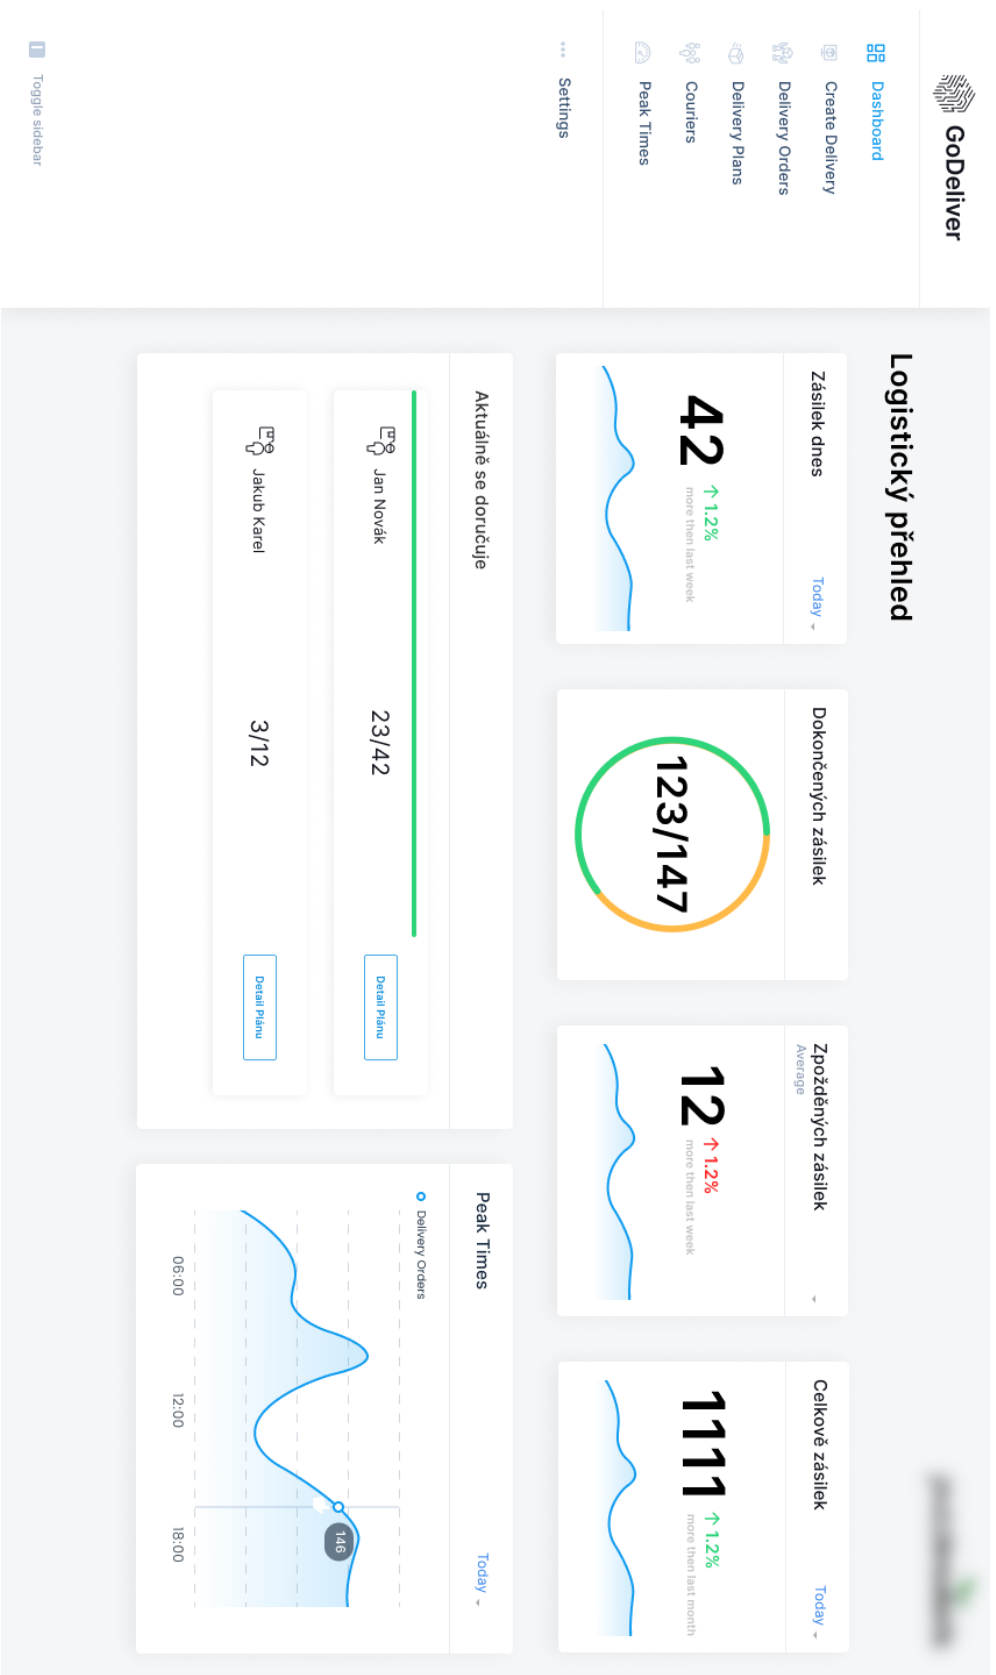 GoDeliver
Dashboard
Create Delivery
Delivery Orders
Delivery Plans
Couriers
Peak Times
Settings
Toggle sidebar
Logistický přehled
Zásilek dnes
Today
42
↑ 1.2%
more then last week
Dokončených zásilek
123/147
Zpožděných zásilek
Average
12
↑ 1.2%
more then last week
Celkově zásilek
Today
1111
↑ 1.2%
more then last month
Aktuálně se doručuje
Jan Novák
23/42
Detail Plánu
Jakub Karel
3/12
Detail Plánu
Peak Times
Today
Delivery Orders
146
06:00
12:00
18:00